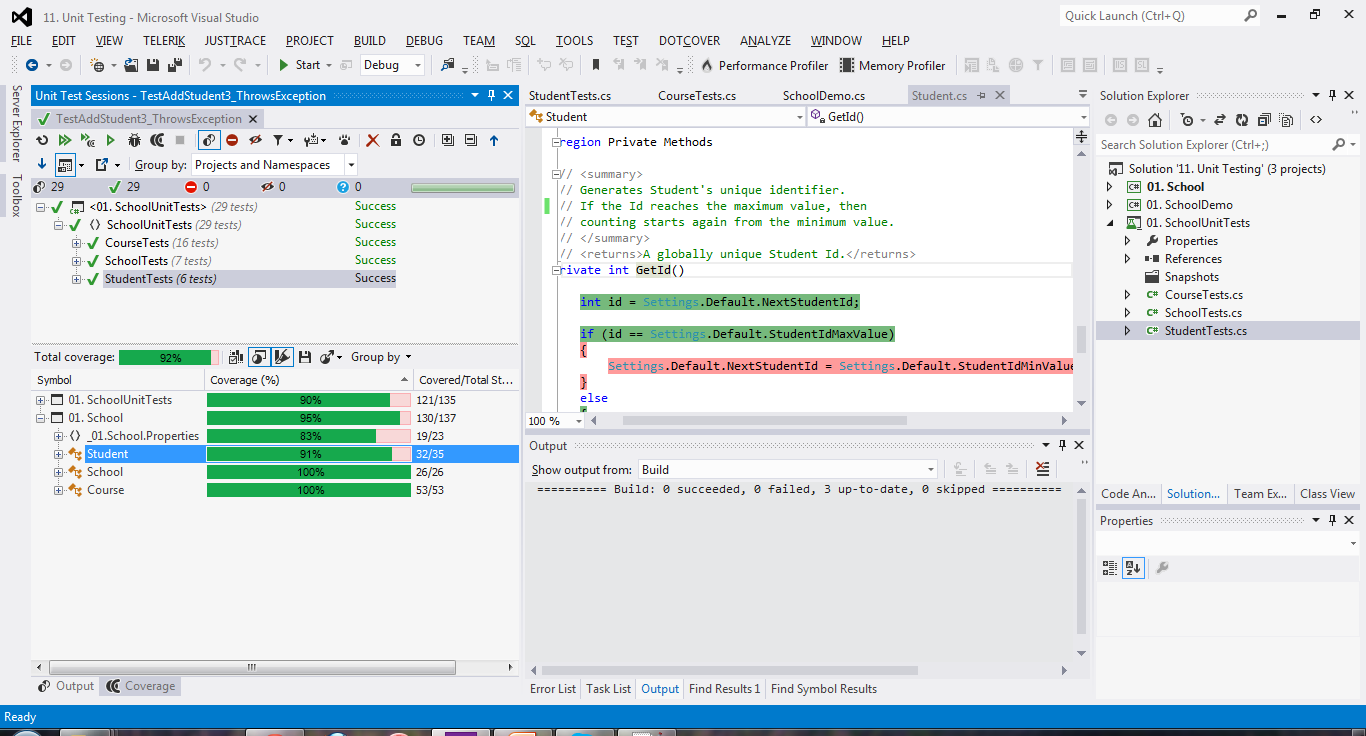 11. Unit Testing - Microsoft Visual Studio
Quick Launch (Ctrl+Q)
FILE EDIT VIEW TELERIK JUSTTRACE PROJECT BUILD DEBUG TEAM SQL TOOLS TEST DOTCOVER ANALYZE WINDOW HELP
Start Debug Performance Profiler Memory Profiler
Server Explorer
Toolbox
Unit Test Sessions - TestAddStudent3_ThrowsException
TestAddStudent3_ThrowsException
Group by: Projects and Namespaces
29 29 0 0 0
<01. SchoolUnitTests> (29 tests) Success
SchoolUnitTests (29 tests) Success
CourseTests (16 tests) Success
SchoolTests (7 tests) Success
StudentTests (6 tests) Success
Total coverage: 92% Group by
Symbol Coverage (%) Covered/Total St...
01. SchoolUnitTests 90% 121/135
01. School 95% 130/137
_01.School.Properties 83% 19/23
Student 91% 32/35
School 100% 26/26
Course 100% 53/53
Output Coverage
StudentTests.cs CourseTests.cs SchoolDemo.cs Student.cs
Student GetId()
region Private Methods
// <summary>
// Generates Student's unique identifier.
// If the Id reaches the maximum value, then
// counting starts again from the minimum value.
// </summary>
// <returns>A globally unique Student Id.</returns>
rivate int GetId()
int id = Settings.Default.NextStudentId;
if (id == Settings.Default.StudentIdMaxValue)
{
Settings.Default.NextStudentId = Settings.Default.StudentIdMinValue
}
else
{
100 %
Output
Show output from: Build
========== Build: 0 succeeded, 0 failed, 3 up-to-date, 0 skipped ==========
Error List Task List Output Find Results 1 Find Symbol Results
Solution Explorer
Search Solution Explorer (Ctrl+;)
Solution '11. Unit Testing' (3 projects)
C# 01. School
C# 01. SchoolDemo
01. SchoolUnitTests
Properties
References
Snapshots
C# CourseTests.cs
C# SchoolTests.cs
C# StudentTests.cs
Code An... Solution... Team Ex... Class View
Properties
Ready